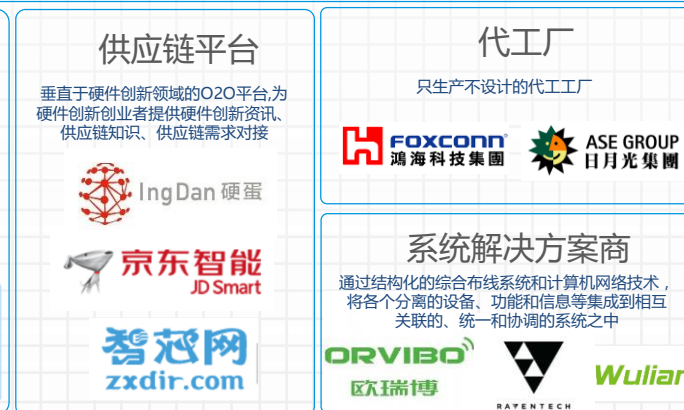 供应链平台
垂直于硬件创新领域的O2O平台,为
硬件创新创业者提供硬件创新资讯、
供应链知识、供应链需求对接
IngDan 硬蛋
京东智能
JD Smart
智芯网
zxdir.com
代工厂
只生产不设计的代工工厂
FOXCONN
鴻海科技集團
ASE GROUP
日月光集團
系统解决方案商
通过结构化的综合布线系统和计算机网络技术，
将各个分离的设备、功能和信息等集成到相互
关联的、统一和协调的系统之中
ORVIBO
欧瑞博
RAVENTECH
Wulian